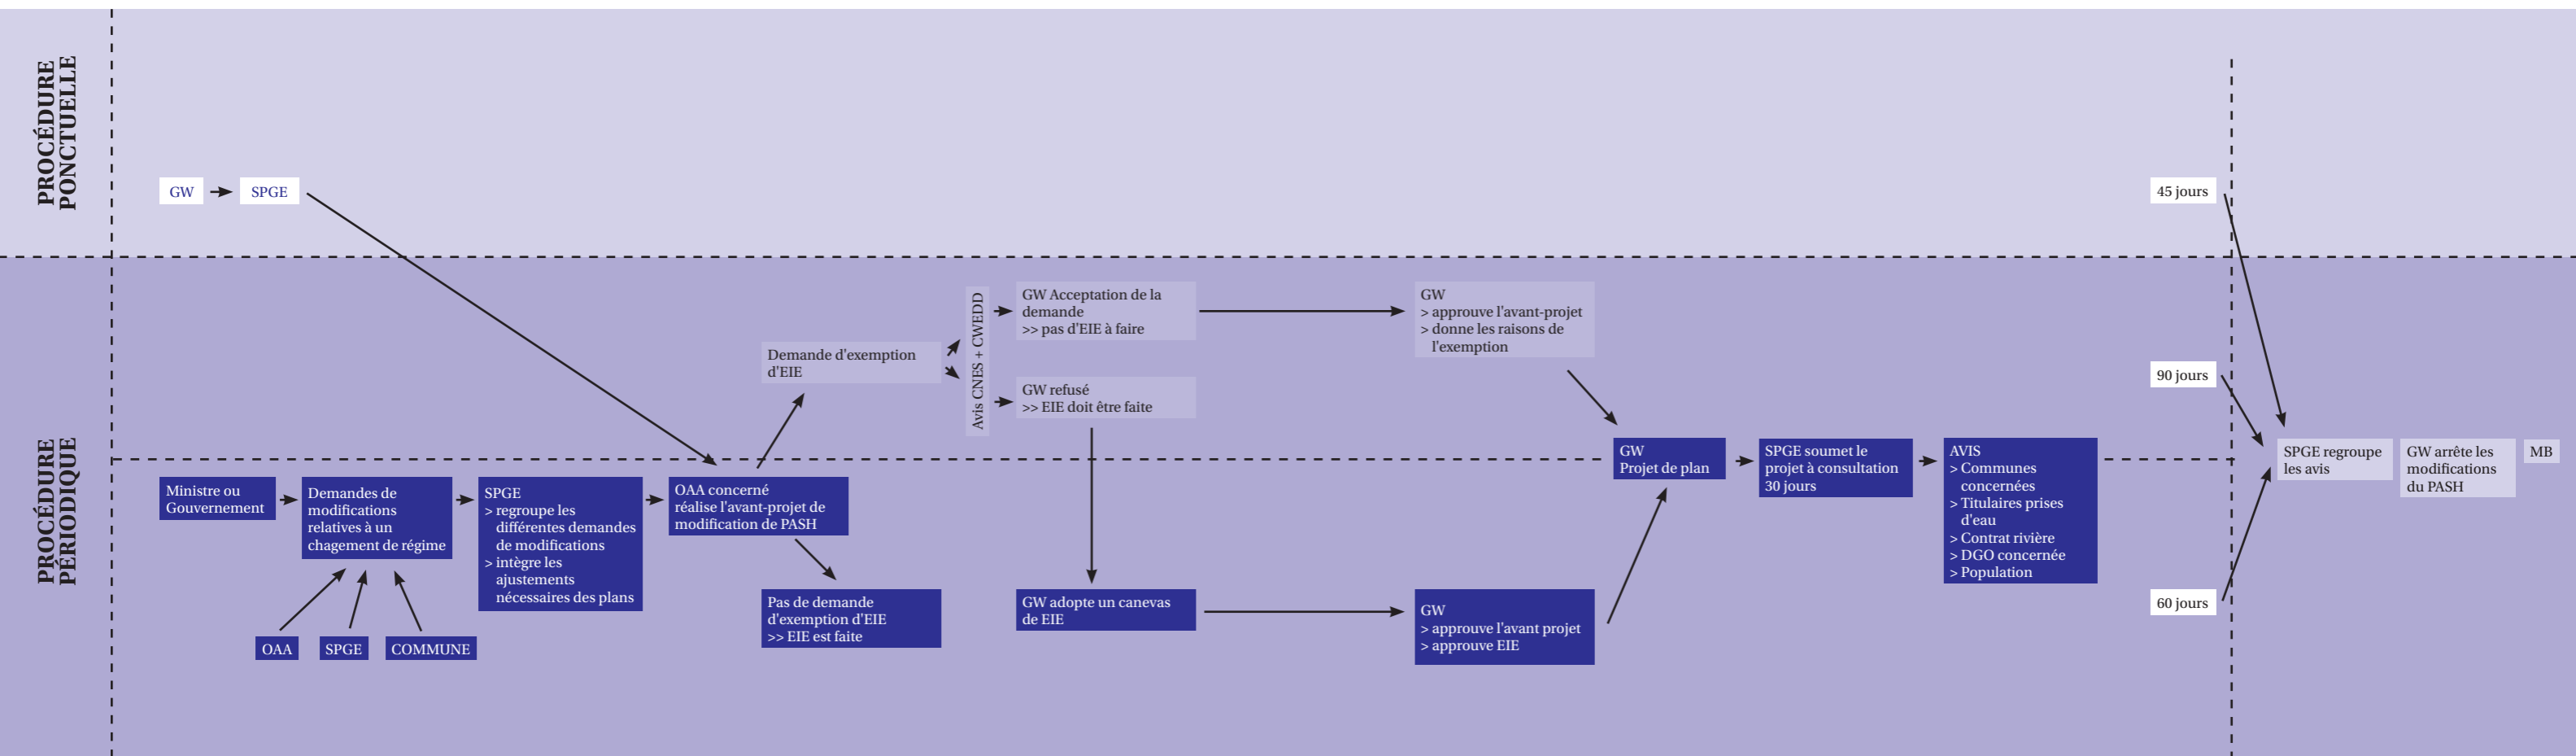 PROCÉDURE
PONCTUELLE
GW
SPGE
45 jours
PROCÉDURE
PÉRIODIQUE
Ministre ou
Gouvernement
Demandes de
modifications
relatives à un
chagement de régime
OAA
SPGE
COMMUNE
SPGE
> regroupe les
différentes demandes
de modifications
> intègre les
ajustements
nécessaires des plans
OAA concerné
réalise l'avant-projet de
modification de PASH
Demande d'exemption
d'EIE
Pas de demande
d'exemption d'EIE
>> EIE est faite
Avis CNES + CWEDD
GW Acceptation de la
demande
>> pas d'EIE à faire
GW refusé
>> EIE doit être faite
GW adopte un canevas
de EIE
GW
> approuve l'avant-projet
> donne les raisons de
l'exemption
GW
> approuve l'avant projet
> approuve EIE
GW
Projet de plan
SPGE soumet le
projet à consultation
30 jours
AVIS
> Communes
concernées
> Titulaires prises
d'eau
> Contrat rivière
> DGO concernée
> Population
90 jours
60 jours
SPGE regroupe
les avis
GW arrête les
modifications
du PASH
MB